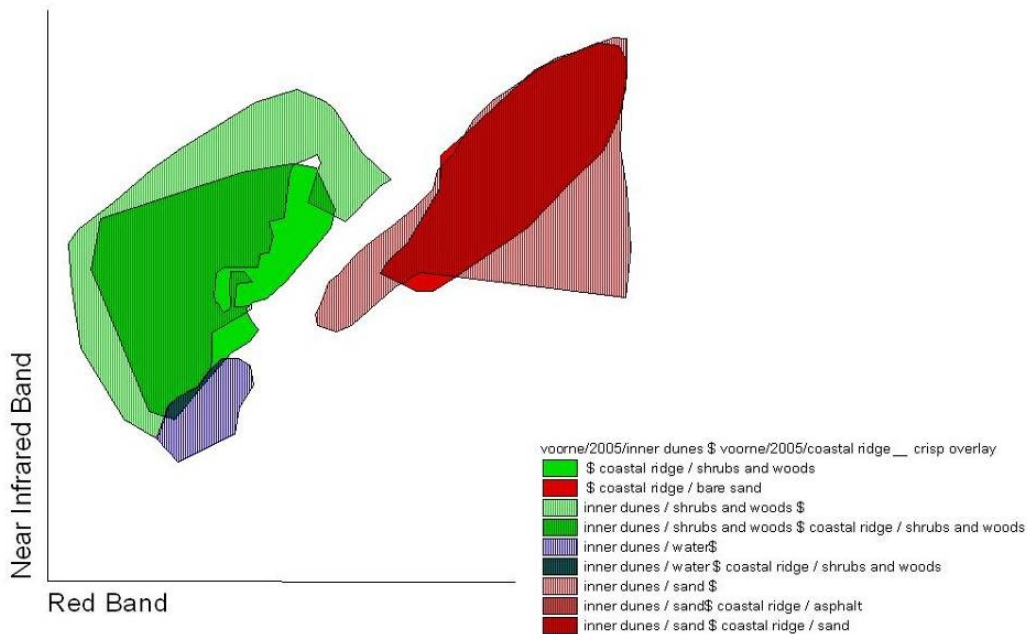 Near Infrared Band
Red Band
voorne/2005/inner dunes $ voorne/2005/coastal ridge __ crisp overlay
$ coastal ridge / shrubs and woods
$ coastal ridge / bare sand
inner dunes / shrubs and woods $
inner dunes / shrubs and woods $ coastal ridge / shrubs and woods
inner dunes / water$
inner dunes / water $ coastal ridge / shrubs and woods
inner dunes / sand $
inner dunes / sand$ coastal ridge / asphalt
inner dunes / sand $ coastal ridge / sand